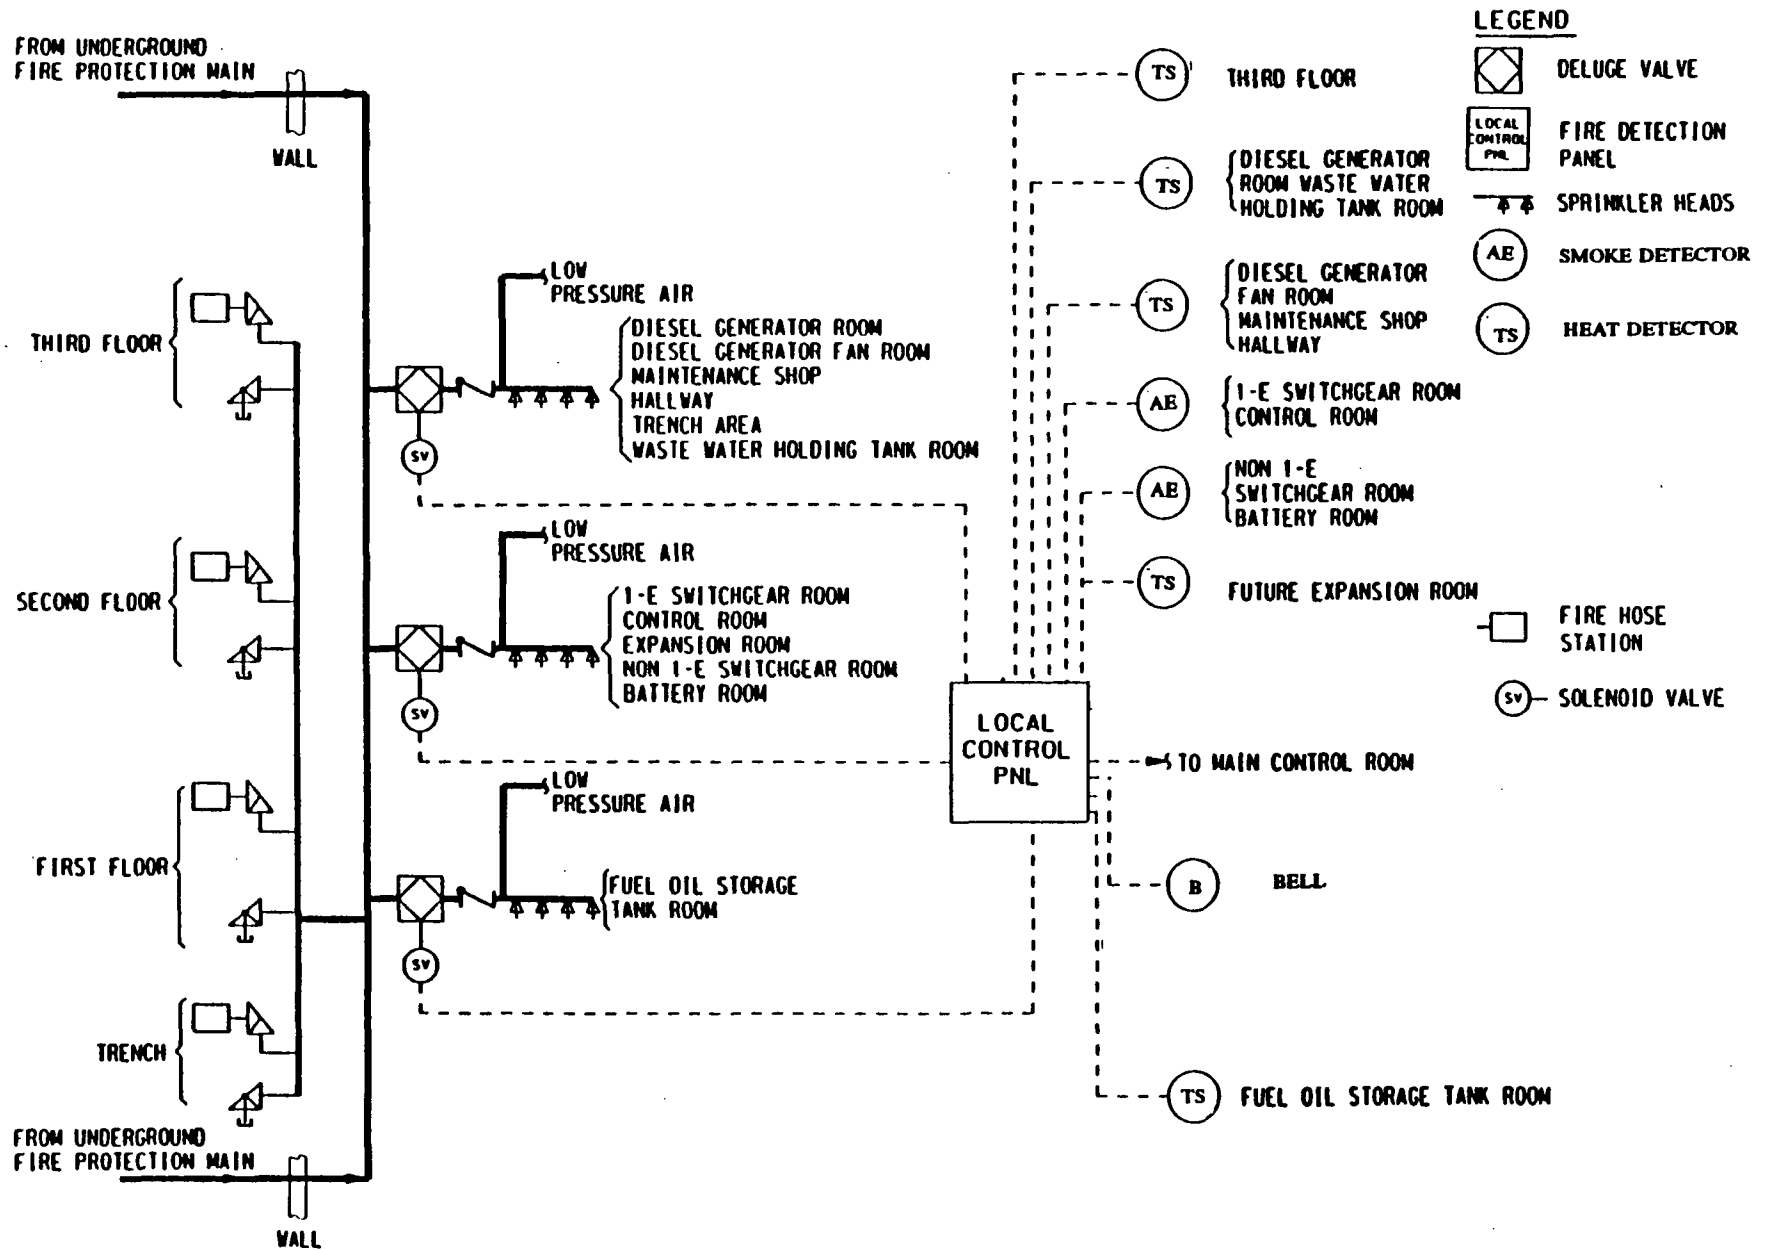 FROM UNDERGROUND
FIRE PROTECTION MAIN
WALL
THIRD FLOOR
SECOND FLOOR
FIRST FLOOR
TRENCH
FROM UNDERGROUND
FIRE PROTECTION MAIN
WALL
LOW
PRESSURE AIR
DIESEL GENERATOR ROOM
DIESEL GENERATOR FAN ROOM
MAINTENANCE SHOP
HALLWAY
TRENCH AREA
WASTE WATER HOLDING TANK ROOM
SV
LOW
PRESSURE AIR
1-E SWITCHGEAR ROOM
CONTROL ROOM
EXPANSION ROOM
NON 1-E SWITCHGEAR ROOM
BATTERY ROOM
SV
LOW
PRESSURE AIR
FUEL OIL STORAGE
TANK ROOM
SV
LOCAL
CONTROL
PNL
TS
THIRD FLOOR
TS
DIESEL GENERATOR
ROOM WASTE WATER
HOLDING TANK ROOM
TS
DIESEL GENERATOR
FAN ROOM
MAINTENANCE SHOP
HALLWAY
AE
1-E SWITCHGEAR ROOM
CONTROL ROOM
AE
NON 1-E
SWITCHGEAR ROOM
BATTERY ROOM
TS
FUTURE EXPANSION ROOM
TO MAIN CONTROL ROOM
B
BELL
TS
FUEL OIL STORAGE TANK ROOM
LEGEND
DELUGE VALVE
LOCAL
CONTROL
PNL
FIRE DETECTION
PANEL
SPRINKLER HEADS
AE
SMOKE DETECTOR
TS
HEAT DETECTOR
FIRE HOSE
STATION
SV
SOLENOID VALVE